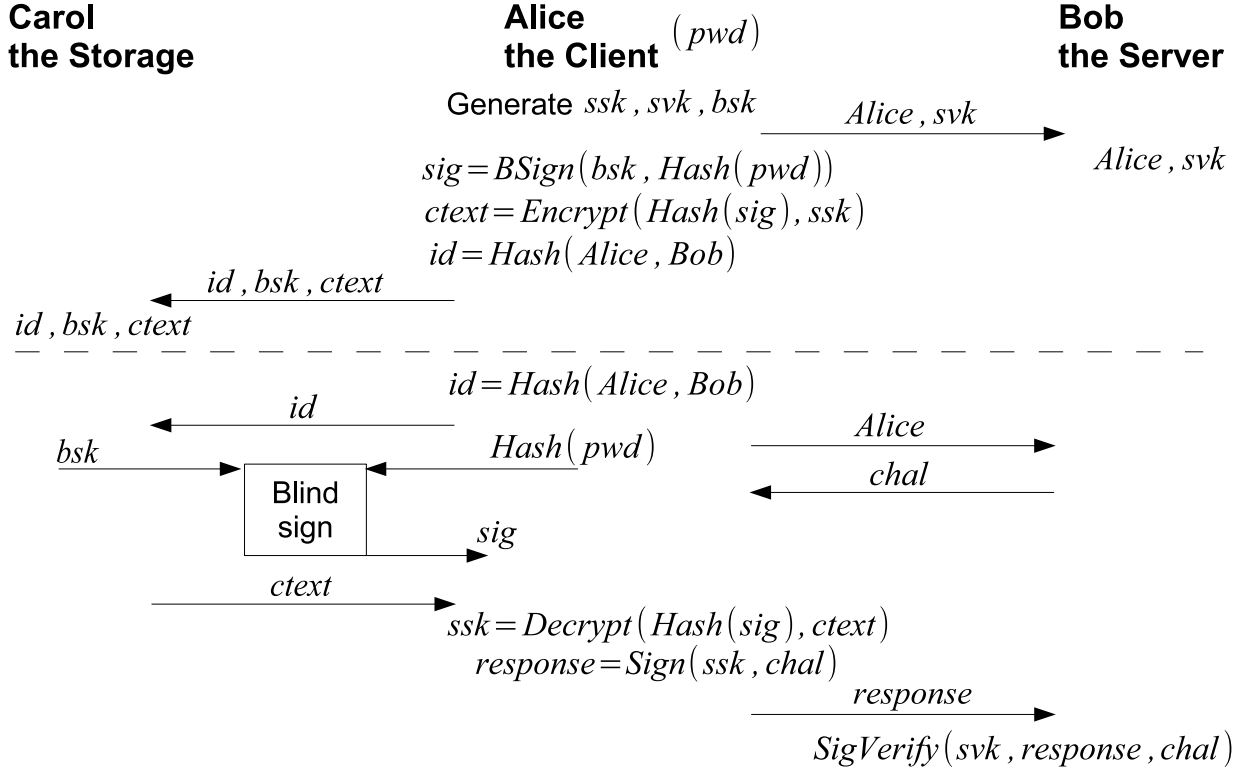 Carol
the Storage
Alice
the Client (pwd)
Bob
the Server
Generate ssk, svk, bsk
Alice, svk
Alice, svk
sig=BSign(bsk, Hash(pwd))
ctext=Encrypt(Hash(sig), ssk)
id=Hash(Alice, Bob)
id, bsk, ctext
id, bsk, ctext
id=Hash(Alice, Bob)
id
Alice
bsk
Hash(pwd)
chal
Blind
sign
sig
ctext
ssk=Decrypt(Hash(sig), ctext)
response=Sign(ssk, chal)
response
SigVerify(svk, response, chal)